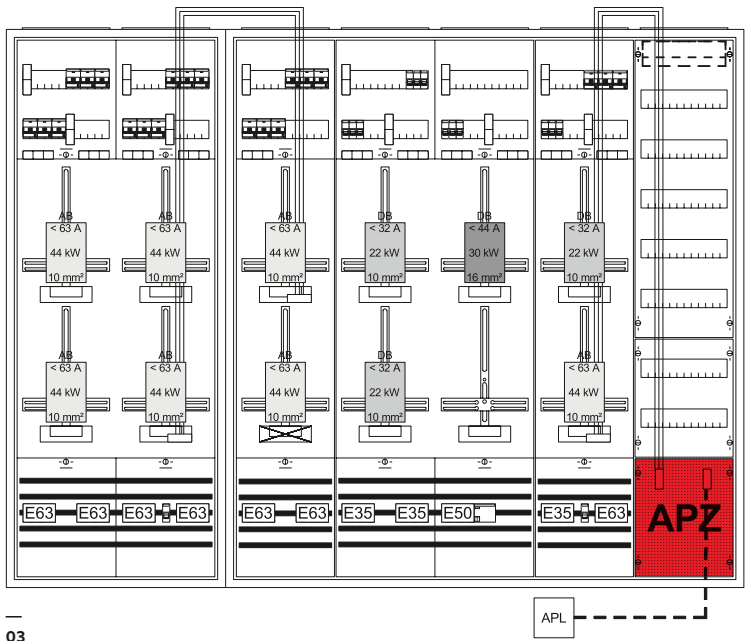 AB AB AB DB DB DB
< 63 A < 63 A < 63 A < 32 A < 44 A < 32 A
44 kW 44 kW 44 kW 22 kW 30 kW 22 kW
10 mm² 10 mm² 10 mm² 10 mm² 16 mm² 10 mm²
AB AB AB DB AB
< 63 A < 63 A < 63 A < 32 A < 63 A
44 kW 44 kW 44 kW 22 kW 44 kW
10 mm² 10 mm² 10 mm² 10 mm² 10 mm²
E63 E63 E63 E63 E63 E63 E35 E35 E50 E35 E63 APZ
APL
03